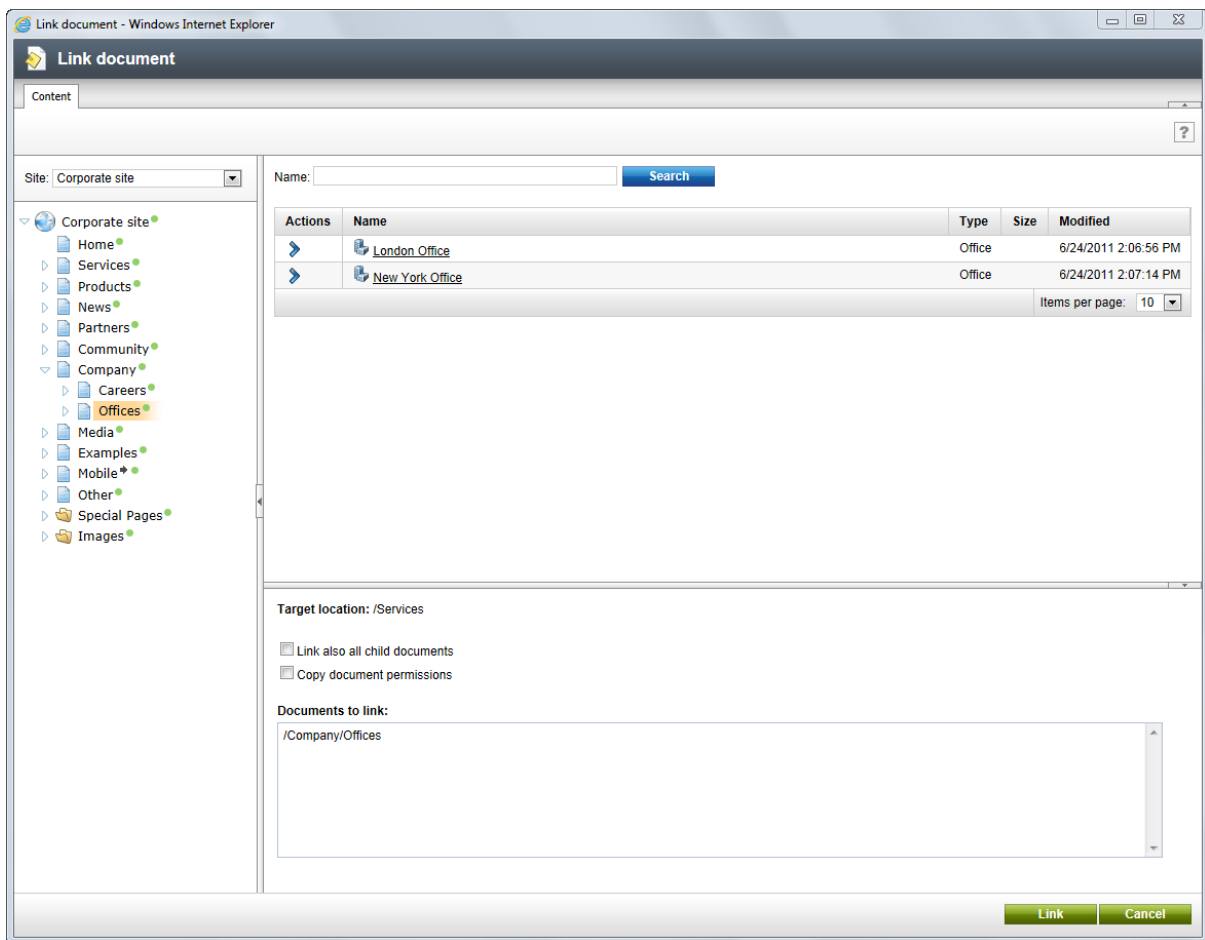 Link document - Windows Internet Explorer
Link document
Content
?
Site: Corporate site
Name: Search
Corporate site
Home
Services
Products
News
Partners
Community
Company
Careers
Offices
Media
Examples
Mobile
Other
Special Pages
Images
Actions Name Type Size Modified
London Office Office 6/24/2011 2:06:56 PM
New York Office Office 6/24/2011 2:07:14 PM
Items per page: 10
Target location: /Services
Link also all child documents
Copy document permissions
Documents to link:
/Company/Offices
Link Cancel